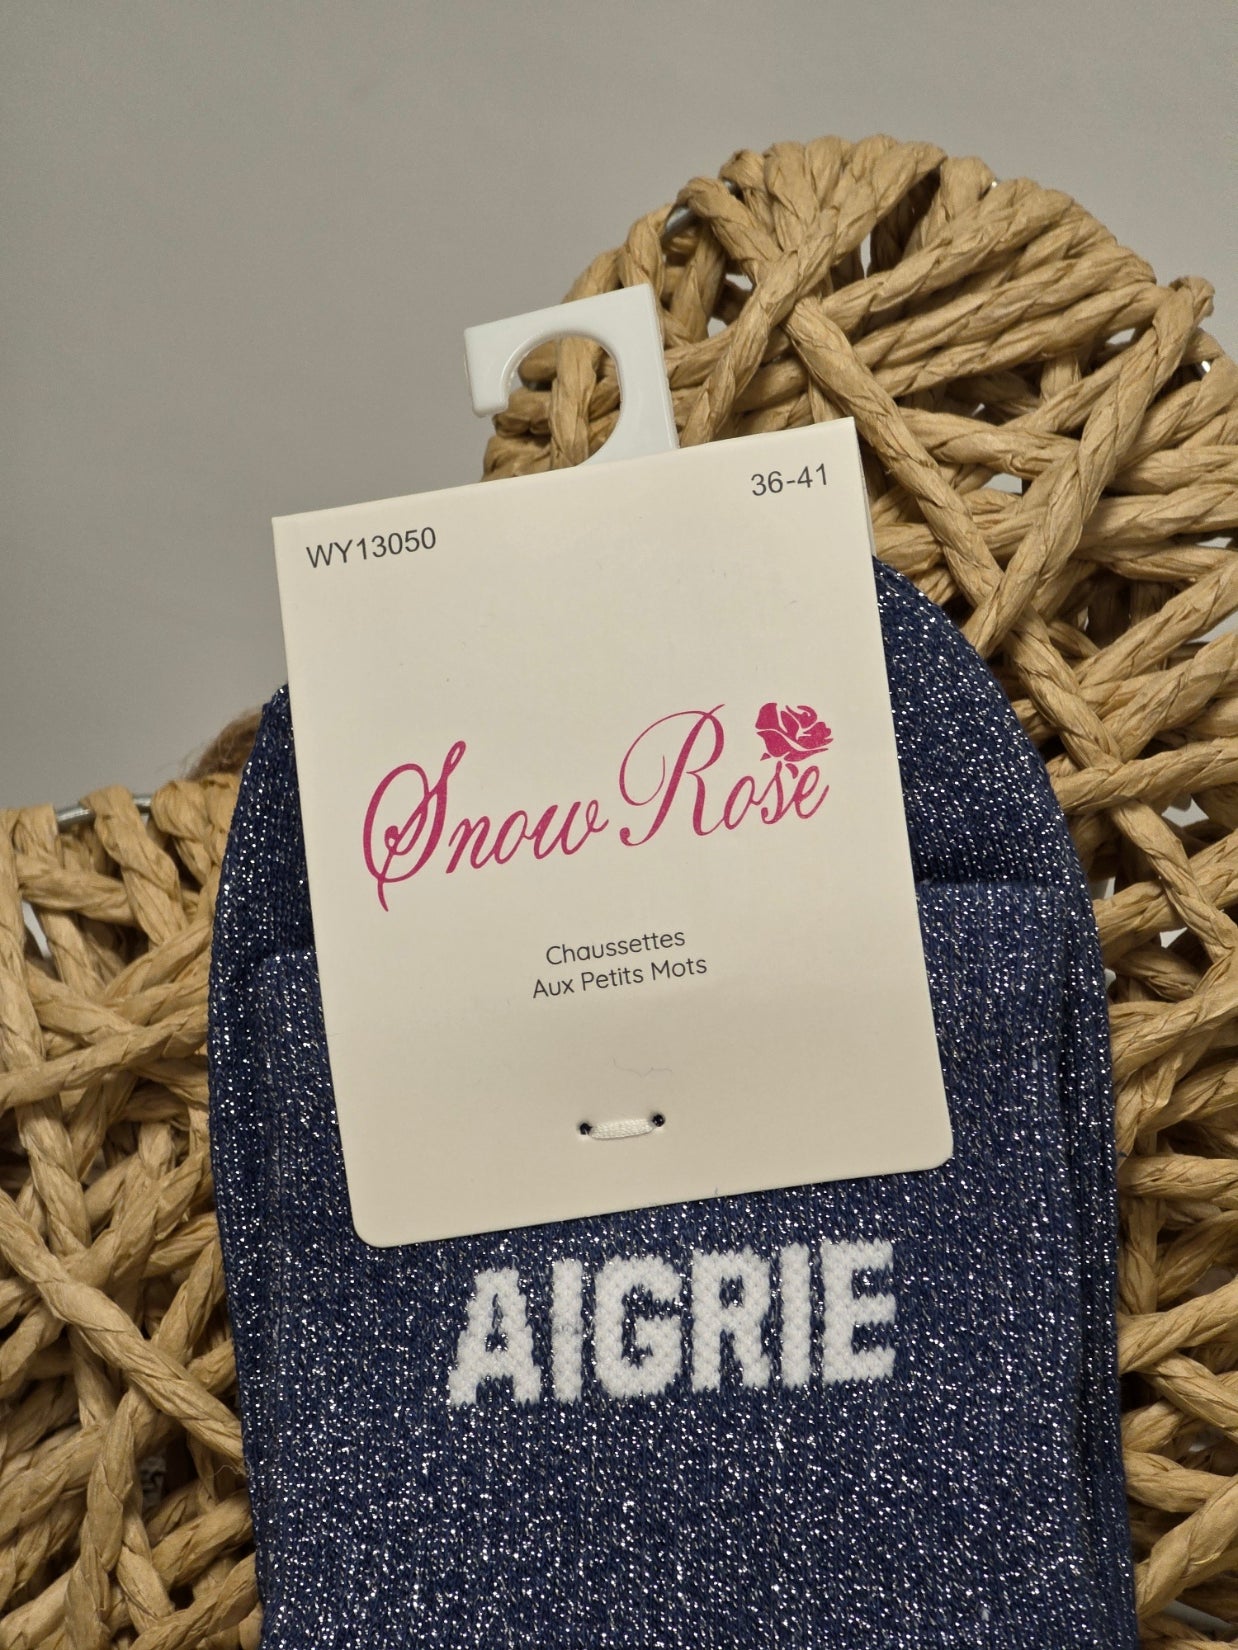 WY13050
36-41
Snow Rose
Chaussettes
Aux Petits Mots
AIGRIE